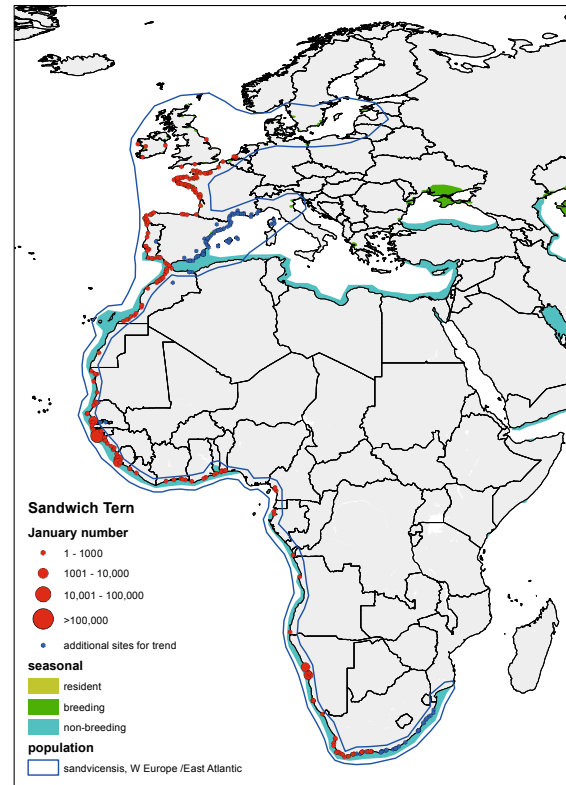 Sandwich Tern
January number
1 - 1000
1001 - 10,000
10,001 - 100,000
>100,000
additional sites for trend
seasonal
resident
breeding
non-breeding
population
sandvicensis, W Europe /East Atlantic